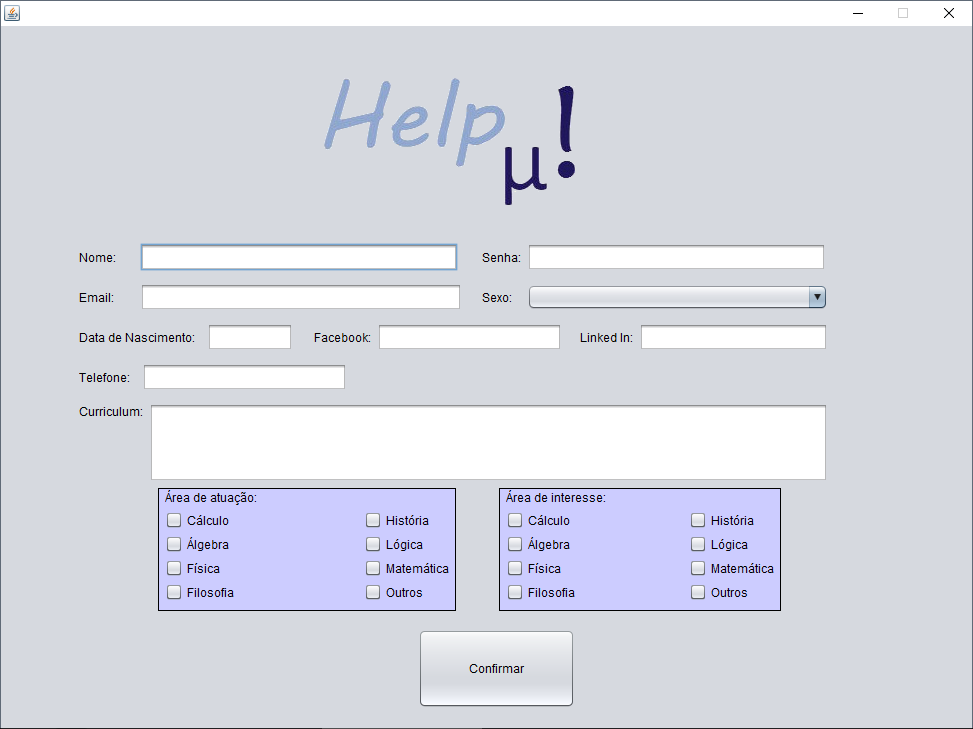 Help μ!
Nome: Senha:
Email: Sexo:
Data de Nascimento: Facebook: Linked In:
Telefone:
Curriculum:
Área de atuação:
Cálculo História
Álgebra Lógica
Física Matemática
Filosofia Outros
Área de interesse:
Cálculo História
Álgebra Lógica
Física Matemática
Filosofia Outros
Confirmar